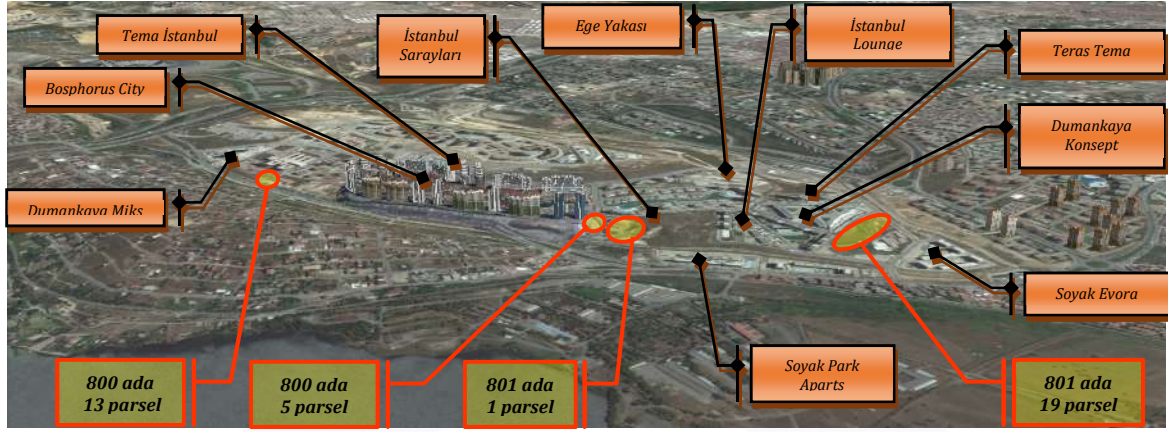 Tema İstanbul
İstanbul
Sarayları
Ege Yakası
İstanbul
Lounge
Teras Tema
Bosphorus City
Dumankaya
Konsept
Dumankaya Miks
Soyak Evora
Soyak Park
Aparts
800 ada
13 parsel
800 ada
5 parsel
801 ada
1 parsel
801 ada
19 parsel